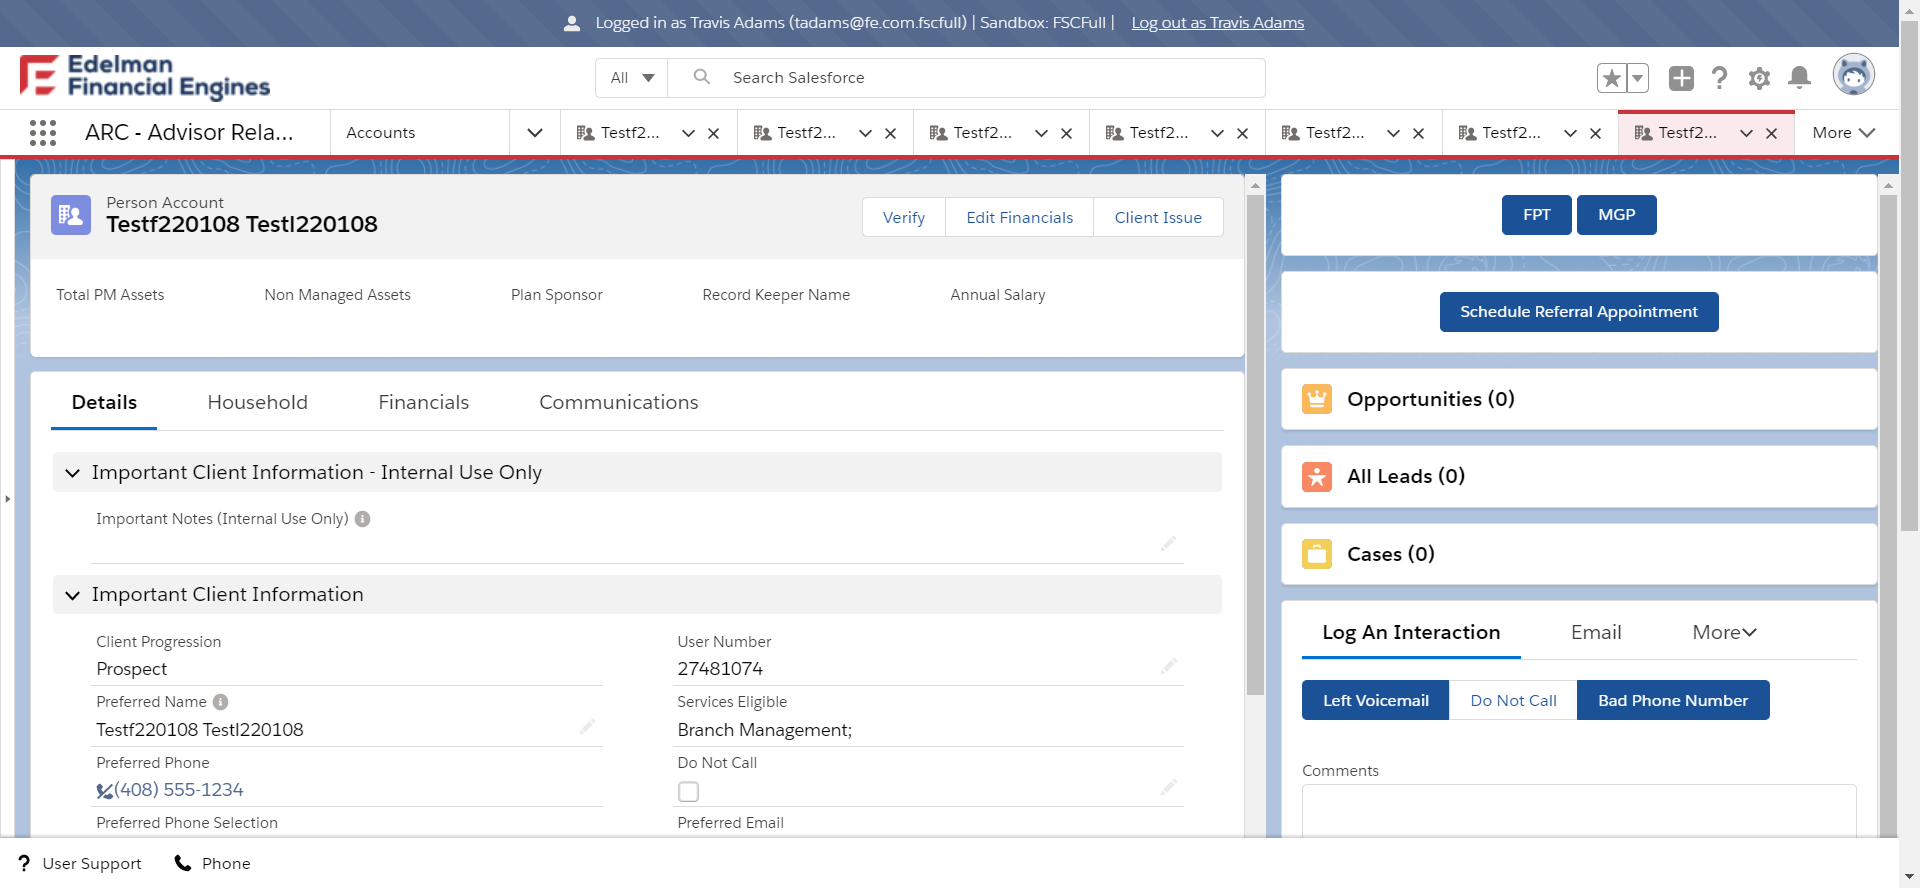 Logged in as Travis Adams (tadams@fe.com.fscfull) | Sandbox: FSCFull | Log out as Travis Adams
Edelman
Financial Engines
All
Search Salesforce
ARC - Advisor Rela...
Accounts
Testf2...
Testf2...
Testf2...
Testf2...
Testf2...
Testf2...
Testf2...
More
Person Account
Testf220108 Testl220108
Verify
Edit Financials
Client Issue
Total PM Assets
Non Managed Assets
Plan Sponsor
Record Keeper Name
Annual Salary
Details
Household
Financials
Communications
Important Client Information - Internal Use Only
Important Notes (Internal Use Only)
Important Client Information
Client Progression
Prospect
User Number
27481074
Preferred Name
Testf220108 Testl220108
Services Eligible
Branch Management;
Preferred Phone
(408) 555-1234
Do Not Call
Preferred Phone Selection
Preferred Email
FPT
MGP
Schedule Referral Appointment
Opportunities (0)
All Leads (0)
Cases (0)
Log An Interaction
Email
More
Left Voicemail
Do Not Call
Bad Phone Number
Comments
User Support
Phone